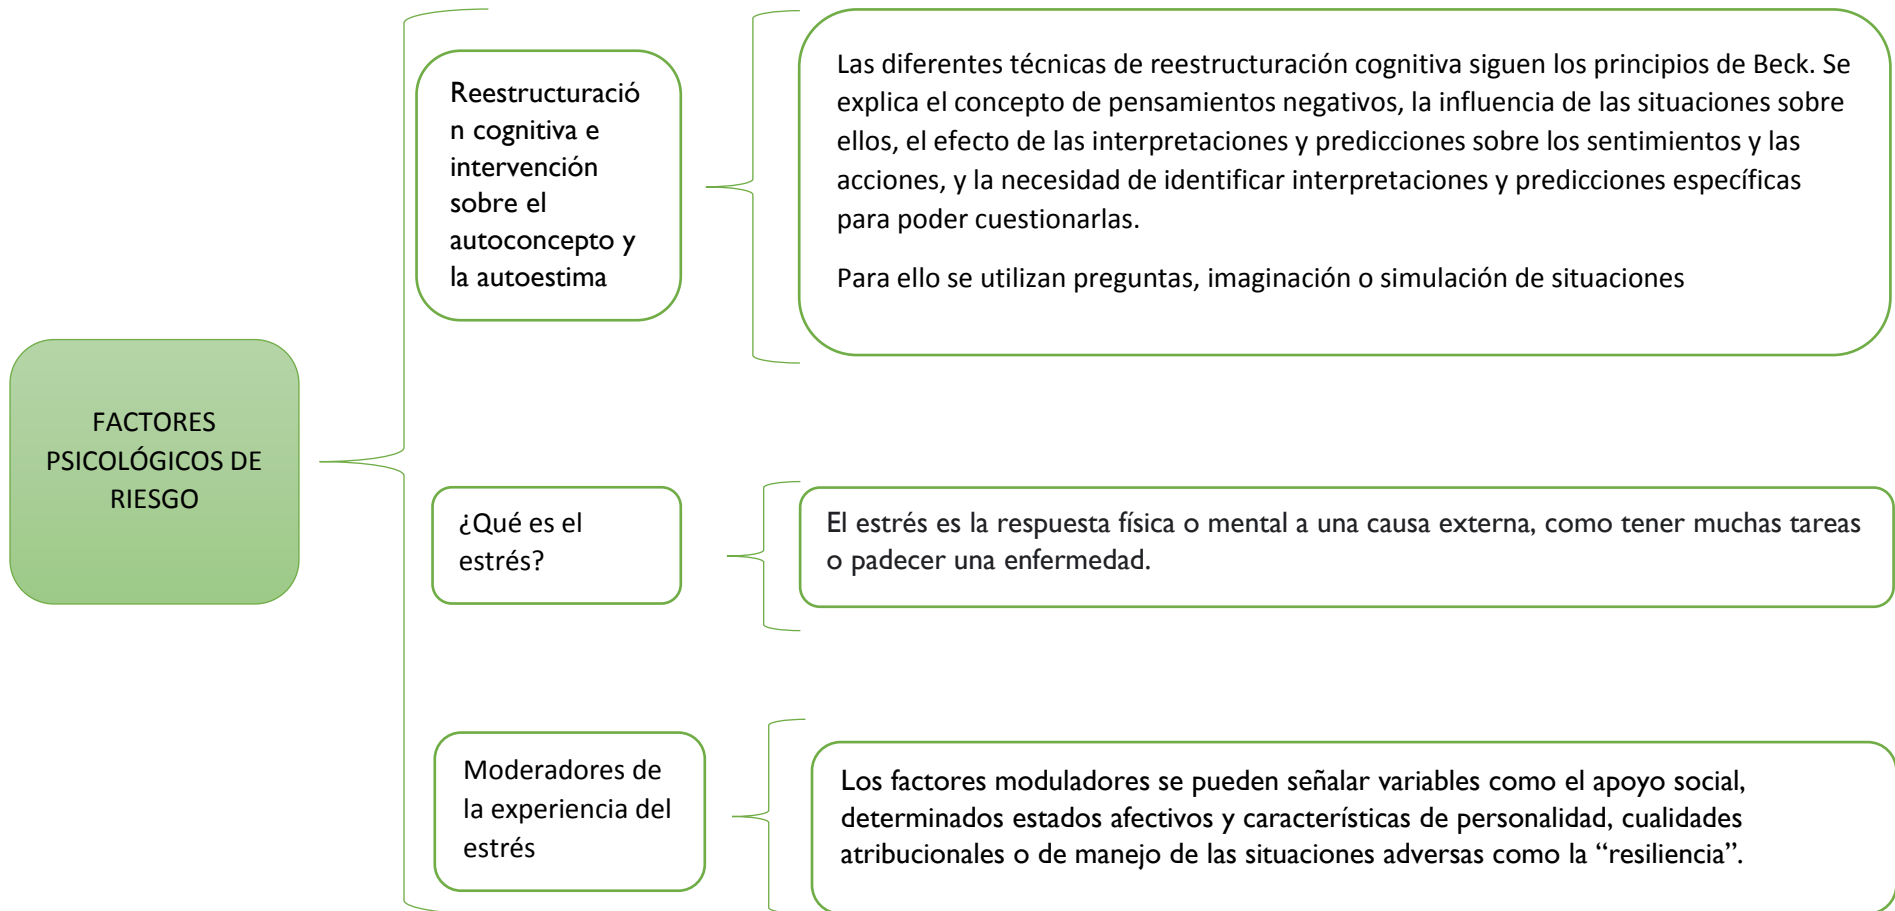 FACTORES
PSICOLÓGICOS DE
RIESGO
Reestructuració
n cognitiva e
intervención
sobre el
autoconcepto y
la autoestima
Las diferentes técnicas de reestructuración cognitiva siguen los principios de Beck. Se
explica el concepto de pensamientos negativos, la influencia de las situaciones sobre
ellos, el efecto de las interpretaciones y predicciones sobre los sentimientos y las
acciones, y la necesidad de identificar interpretaciones y predicciones específicas
para poder cuestionarlas.
Para ello se utilizan preguntas, imaginación o simulación de situaciones
¿Qué es el
estrés?
El estrés es la respuesta física o mental a una causa externa, como tener muchas tareas
o padecer una enfermedad.
Moderadores de
la experiencia del
estrés
Los factores moduladores se pueden señalar variables como el apoyo social,
determinados estados afectivos y características de personalidad, cualidades
atribucionales o de manejo de las situaciones adversas como la “resiliencia”.